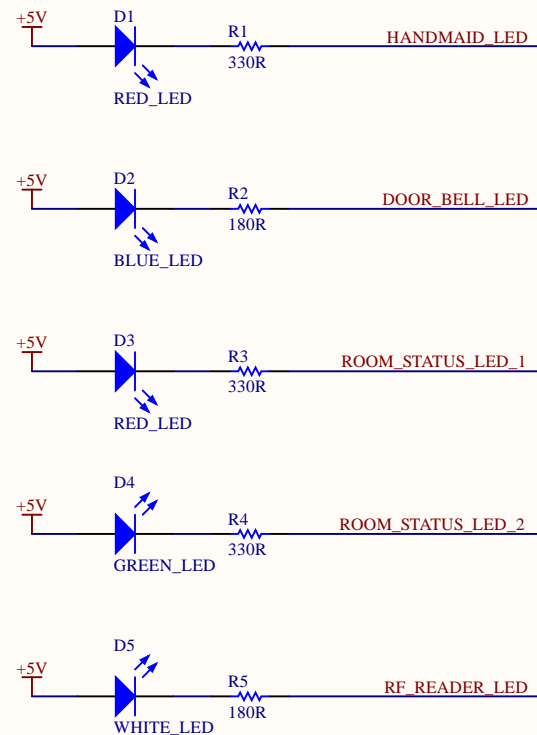 D1
+5V
R1
HANDMAID_LED
330R
RED_LED
D2
+5V
R2
DOOR_BELL_LED
180R
BLUE_LED
D3
+5V
R3
ROOM_STATUS_LED_1
330R
RED_LED
D4
+5V
R4
ROOM_STATUS_LED_2
330R
GREEN_LED
D5
+5V
R5
RF_READER_LED
180R
WHITE_LED